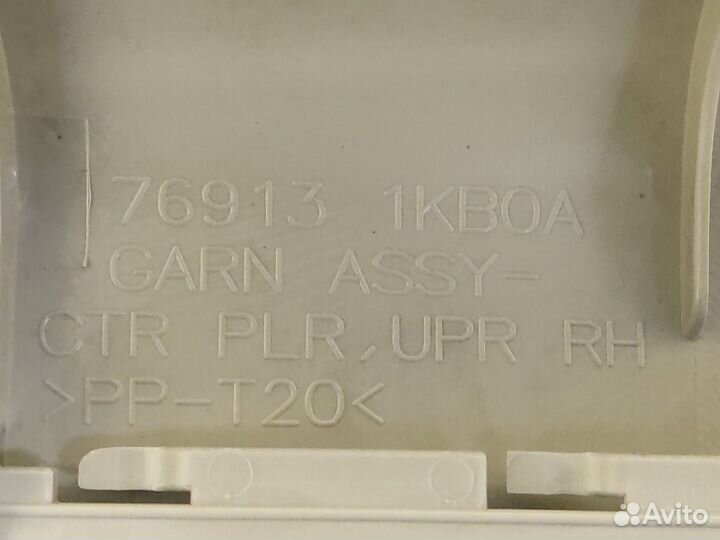 76913 1KB0A
GARN ASSY-
CTR PLR,UPR RH
>PP-T20<
Avito